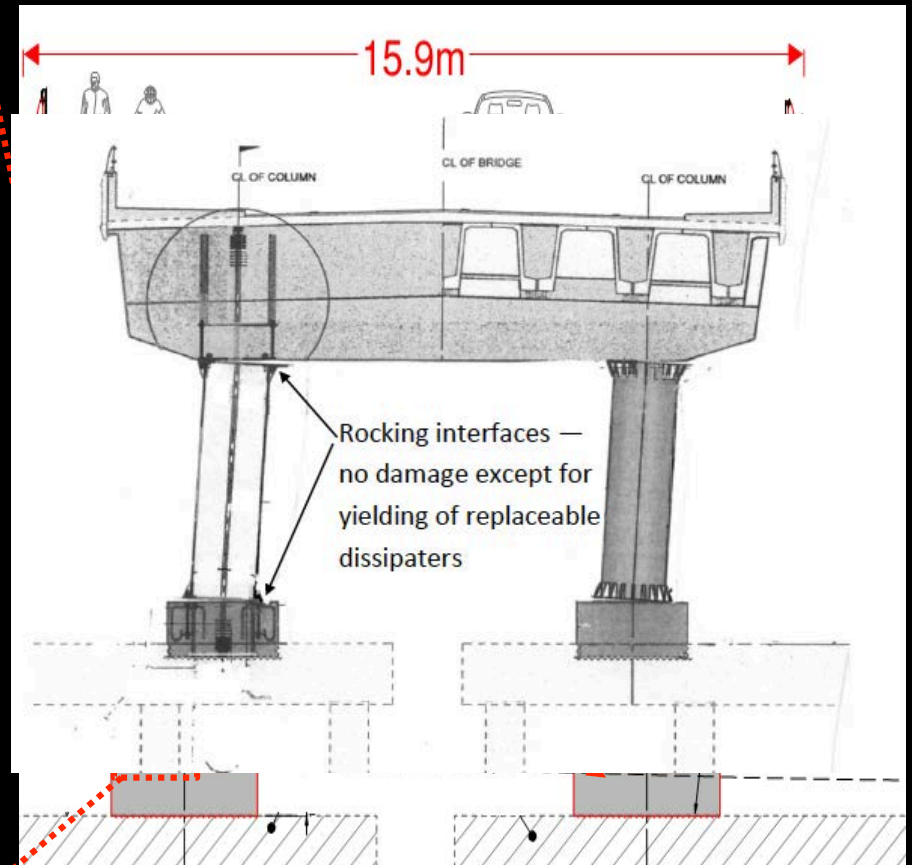 15.9m
CL OF BRIDGE
CL OF COLUMN
CL OF COLUMN
Rocking interfaces —
no damage except for
yielding of replaceable
dissipaters